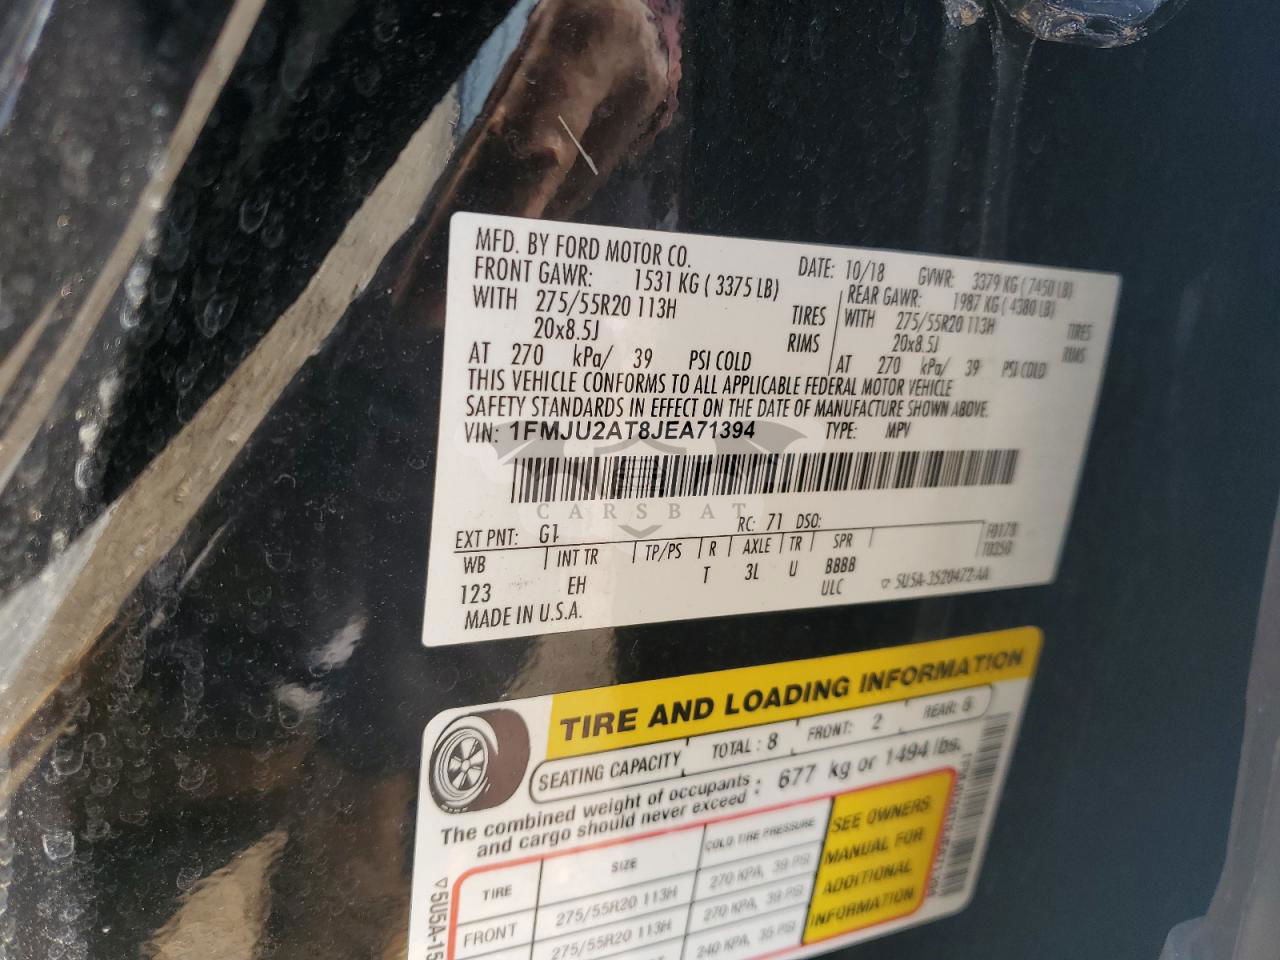 MFD. BY FORD MOTOR CO.
DATE: 10/18 GVWR: 3379 KG ( 7450 LB)
FRONT GAWR: 1531 KG ( 3375 LB)
REAR GAWR: 1987 KG ( 4380 LB)
WITH 275/55R20 113H TIRES
WITH 275/55R20 113H TIRES
20x8.5J RIMS
20x8.5J RIMS
AT 270 kPa/ 39 PSI COLD
AT 270 kPa/ 39 PSI COLD
THIS VEHICLE CONFORMS TO ALL APPLICABLE FEDERAL MOTOR VEHICLE
SAFETY STANDARDS IN EFFECT ON THE DATE OF MANUFACTURE SHOWN ABOVE.
VIN: 1FMJU2AT8JEA71394 TYPE: MPV
CARSBAT
EXT PNT: G1 RC: 71 DSO:
WB INT TR TP/PS R AXLE TR SPR
123 EH T 3L U BBBB
ULC
F0178
T0350
▽ 5U5A-3520472-AA
MADE IN U.S.A.
TIRE AND LOADING INFORMATION
SEATING CAPACITY TOTAL : 8 FRONT: 2 REAR: 6
The combined weight of occupants and cargo should never exceed : 677 kg or 1494 lbs.
TIRE SIZE COLD TIRE PRESSURE
FRONT 275/55R20 113H 270 KPA, 39 PSI
275/55R20 113H 270 KPA, 39 PSI
240 KPA, 35 PSI
SEE OWNERS
MANUAL FOR
ADDITIONAL
INFORMATION
▽5U5A-15